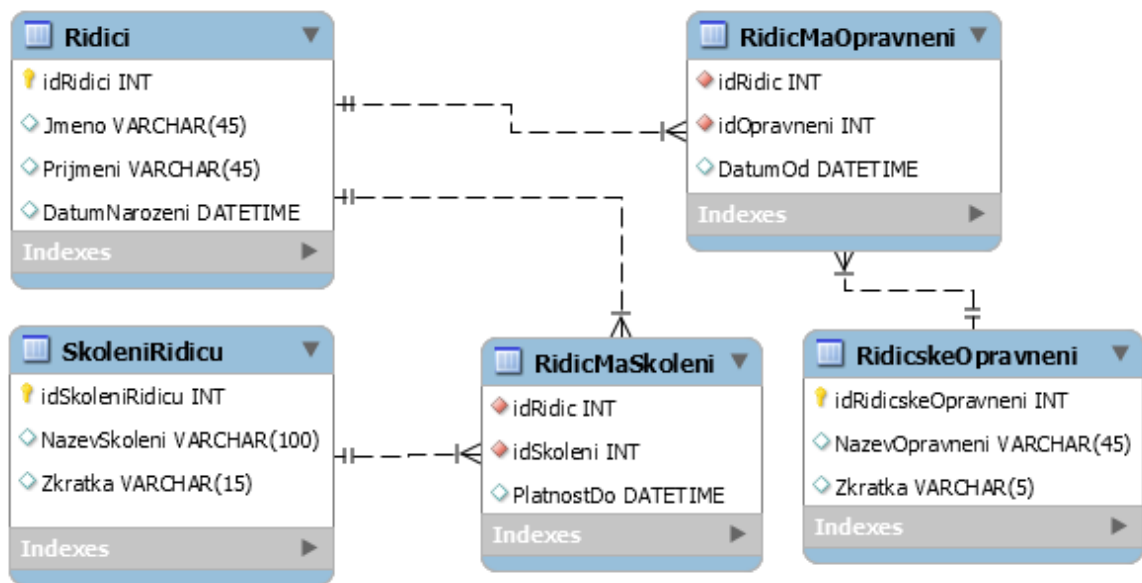 Ridici
idRidici INT
Jmeno VARCHAR(45)
Prijmeni VARCHAR(45)
DatumNarozeni DATETIME
Indexes
RidicMaOpravneni
idRidic INT
idOpravneni INT
DatumOd DATETIME
Indexes
SkoleniRidicu
idSkoleniRidicu INT
NazevSkoleni VARCHAR(100)
Zkratka VARCHAR(15)
Indexes
RidicMaSkoleni
idRidic INT
idSkoleni INT
PlatnostDo DATETIME
Indexes
RidicskeOpravneni
idRidicskeOpravneni INT
NazevOpravneni VARCHAR(45)
Zkratka VARCHAR(5)
Indexes